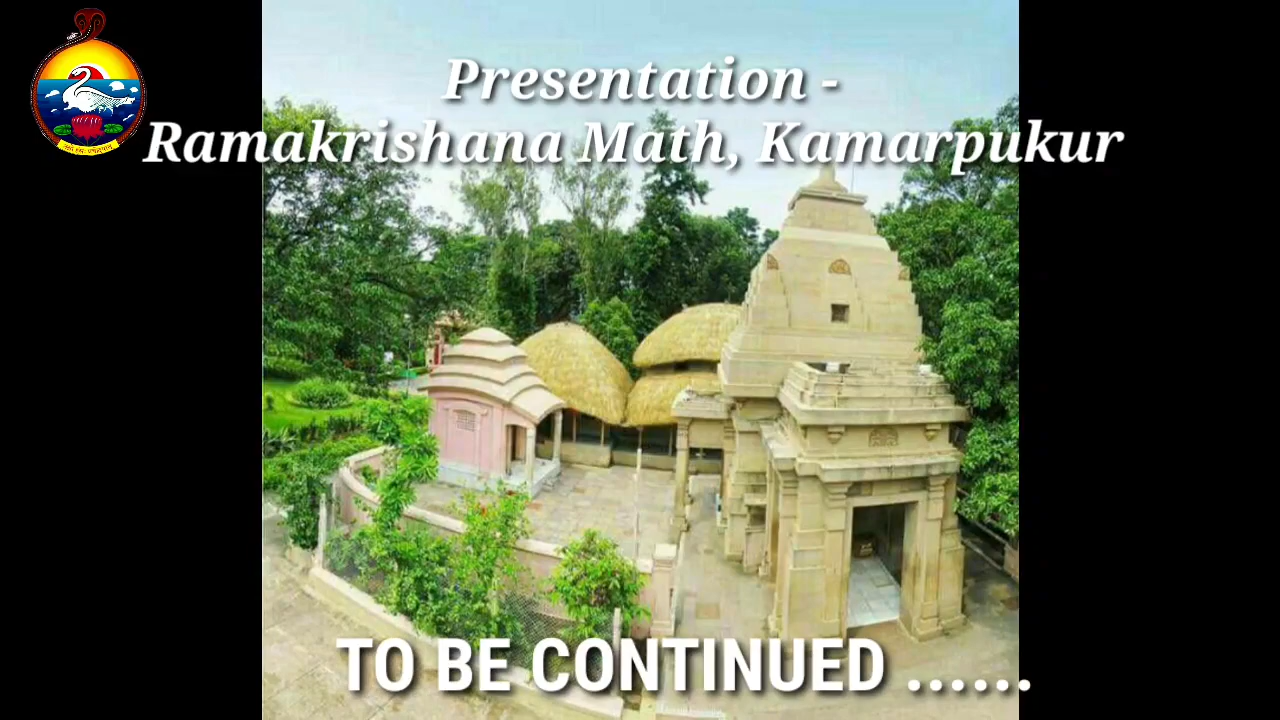 Presentation -
Ramakrishana Math, Kamarpukur
TO BE CONTINUED ......